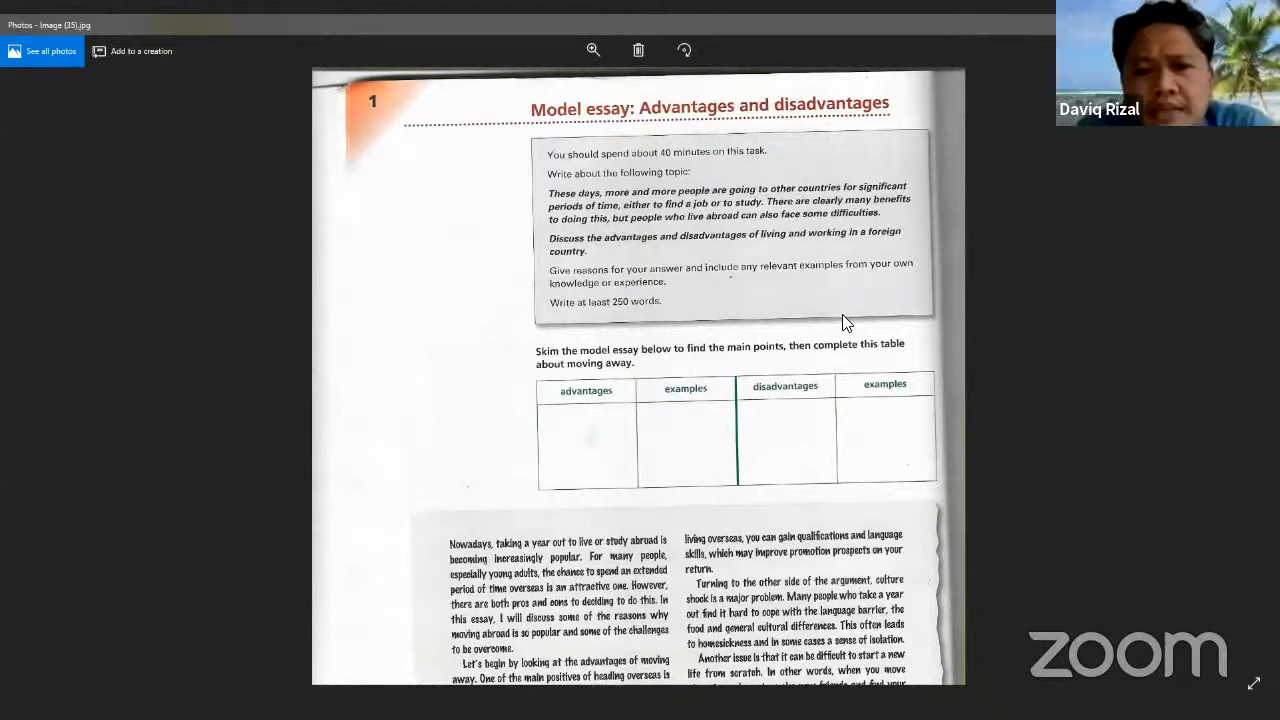 Photos - Image (35).jpg
See all photos
Add to a creation
Daviq Rizal
1
Model essay: Advantages and disadvantages
You should spend about 40 minutes on this task.
Write about the following topic:
These days, more and more people are going to other countries for significant
periods of time, either to find a job or to study. There are clearly many benefits
to doing this, but people who live abroad can also face some difficulties.
Discuss the advantages and disadvantages of living and working in a foreign
country.
Give reasons for your answer and include any relevant examples from your own
knowledge or experience.
Write at least 250 words.
Skim the model essay below to find the main points, then complete this table
about moving away.
advantages
examples
disadvantages
examples
Nowadays, taking a year out to live or study abroad is
becoming increasingly popular. For many people,
especially young adults, the chance to spend an extended
period of time overseas is an attractive one. However,
there are both pros and cons to deciding to do this. In
this essay, I will discuss some of the reasons why
moving abroad is so popular and some of the challenges
to be overcome.
Let's begin by looking at the advantages of moving
away. One of the main positives of heading overseas is
living overseas, you can gain qualifications and language
skills, which may improve promotion prospects on your
return.
Turning to the other side of the argument, culture
shock is a major problem. Many people who take a year
out find it hard to cope with the language barrier, the
food and general cultural differences. This often leads
to homesickness and in some cases a sense of isolation.
Another issue is that it can be difficult to start a new
life from scratch. In other words, when you move
new friends and find your
zoom